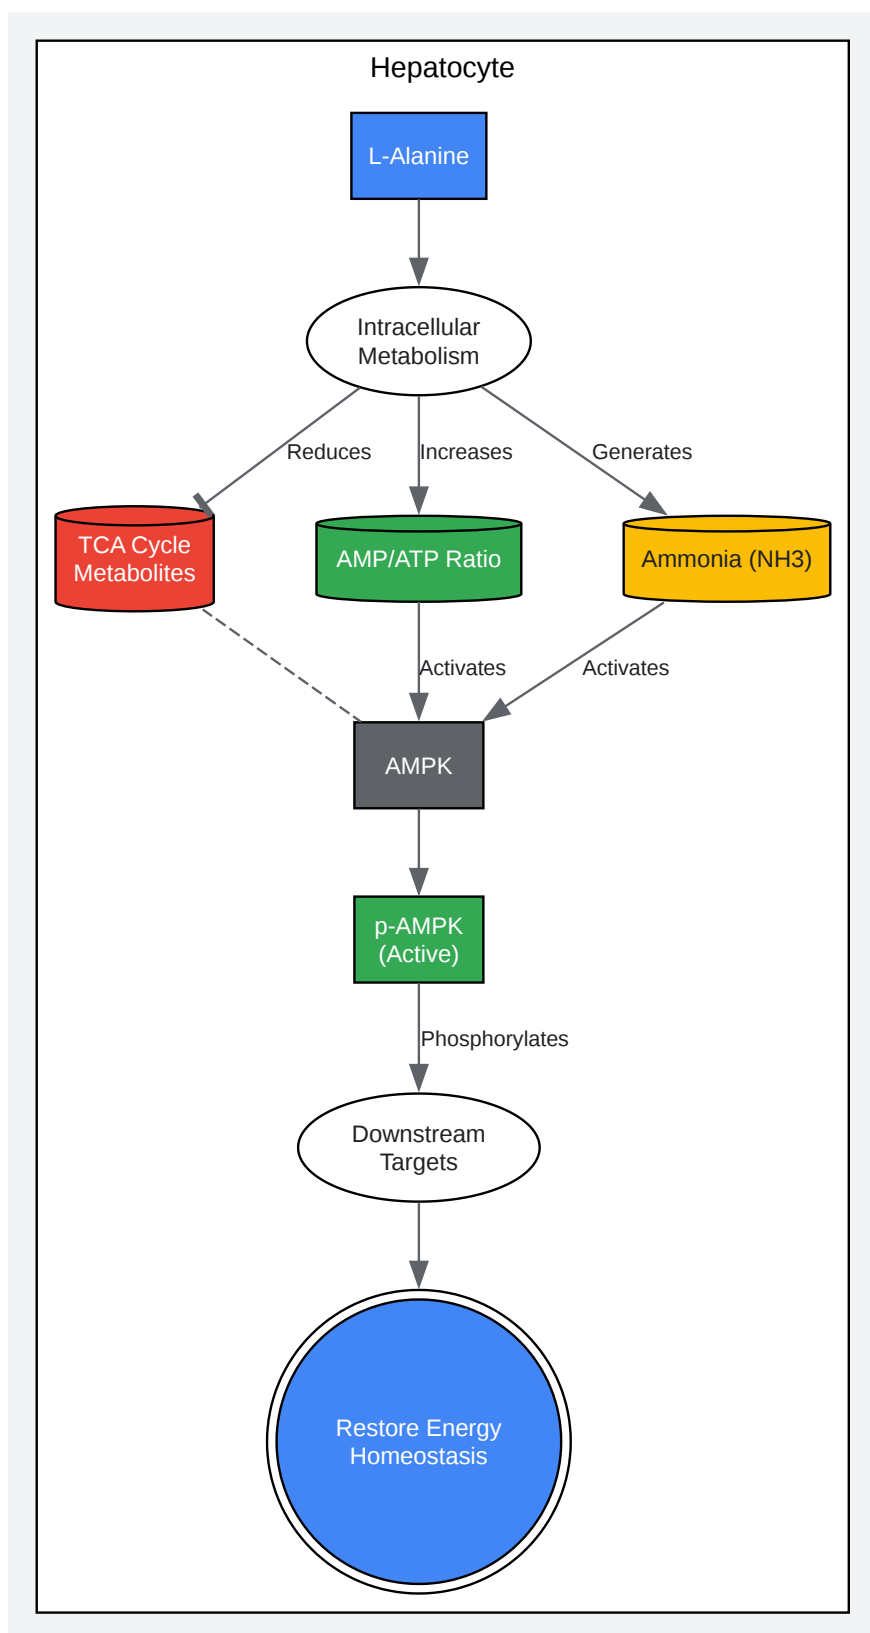 Hepatocyte
L-Alanine
Intracellular
Metabolism
Reduces
Increases
Generates
TCA Cycle
Metabolites
AMP/ATP Ratio
Ammonia (NH3)
Activates
Activates
AMPK
p-AMPK
(Active)
Phosphorylates
Downstream
Targets
Restore Energy
Homeostasis